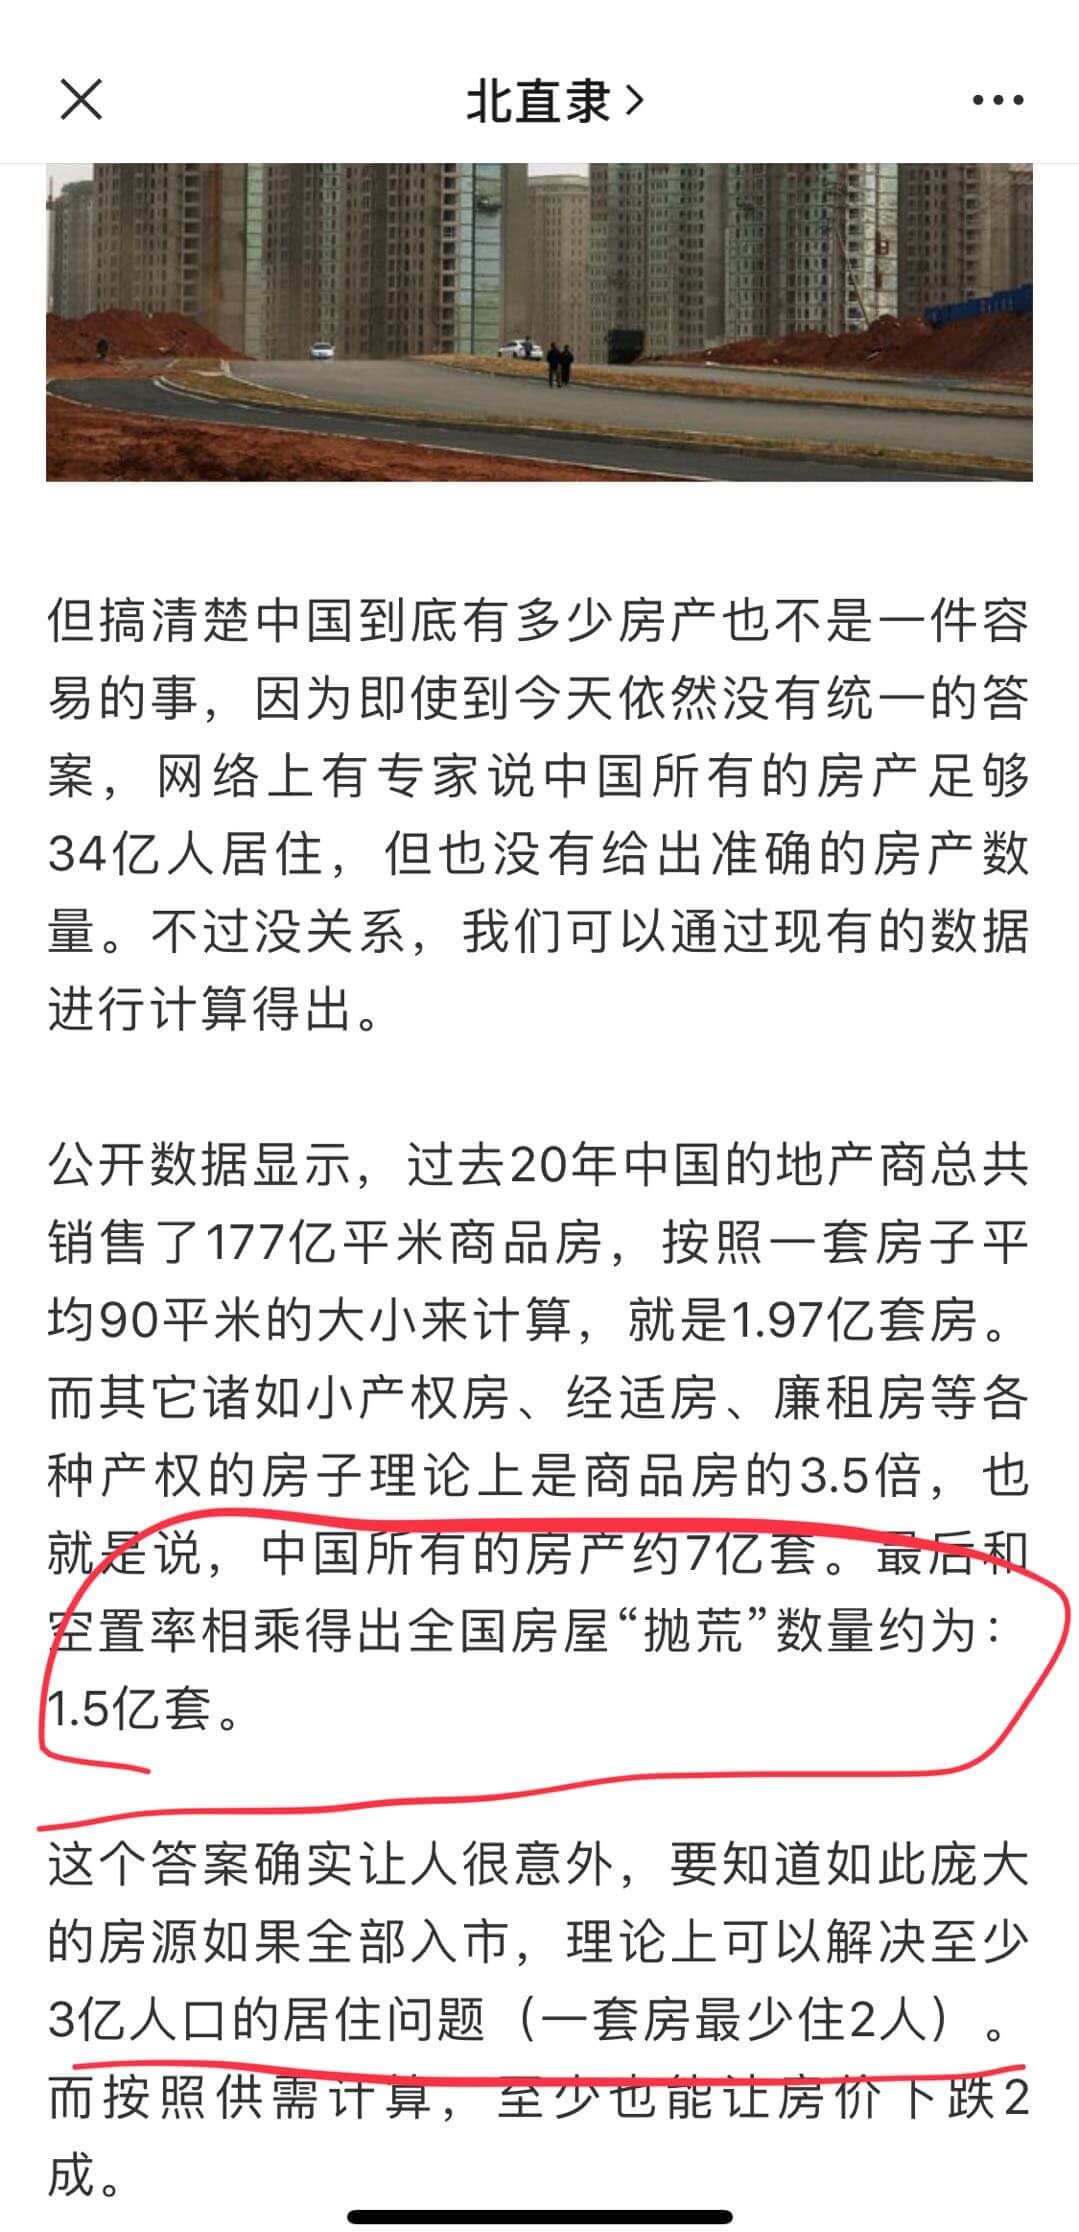 北直隶
但搞清楚中国到底有多少房产也不是一件容
易的事，因为即使到今天依然没有统一的答
案，网络上有专家说中国所有的房产足够
34亿人居住，但也没有给出准确的房产数
量。不过没关系，我们可以通过现有的数据
进行计算得出。
公开数据显示，过去20年中国的地产商总共
销售了177亿平米商品房，按照一套房子平
均90平米的大小来计算，就是1.97亿套房。
而其它诸如小产权房、经适房、廉租房等各
种产权的房子理论上是商品房的3.5倍，也
就是说，中国所有的房产约7亿套。最后和
空置率相乘得出全国房屋“抛荒”数量约为：
1.5亿套。
这个答案确实让人很意外，要知道如此庞大
的房源如果全部入市，理论上可以解决至少
3亿人口的居住问题（一套房最少住2人）。
而按照供需计算，至少也能让房价下跌2
成。